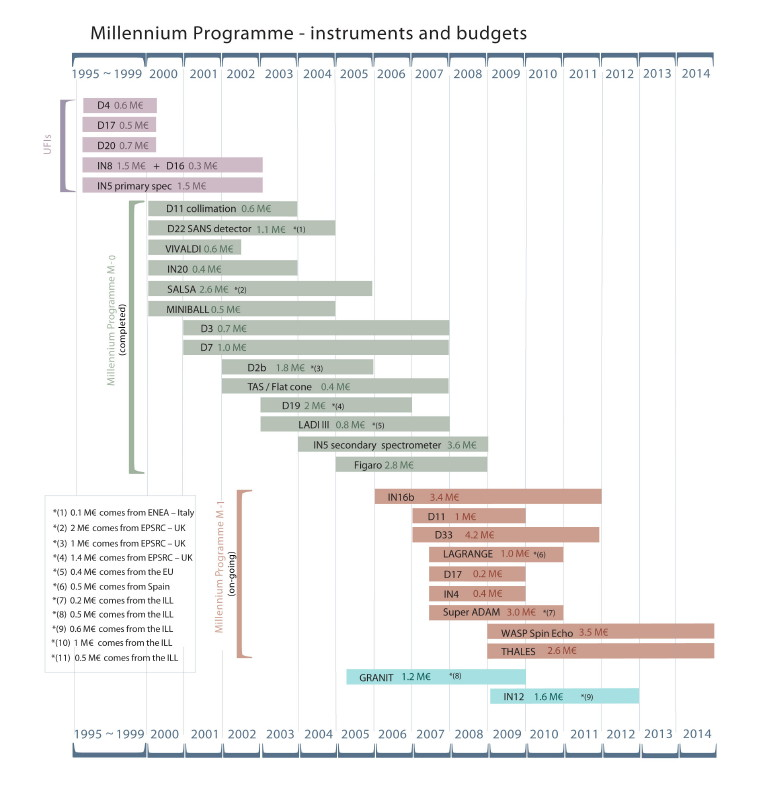 Millennium Programme - instruments and budgets
1995 ~ 1999 2000 2001 2002 2003 2004 2005 2006 2007 2008 2009 2010 2011 2012 2013 2014
UFIs
D4 0.6 M€
D17 0.5 M€
D20 0.7 M€
IN8 1.5 M€ + D16 0.3 M€
IN5 primary spec 1.5 M€
Millennium Programme M-0
(completed)
D11 collimation 0.6 M€
D22 SANS detector 1.1 M€ *(1)
VIVALDI 0.6 M€
IN20 0.4 M€
SALSA 2.6 M€ *(2)
MINIBALL 0.5 M€
D3 0.7 M€
D7 1.0 M€
D2b 1.8 M€ *(3)
TAS / Flat cone 0.4 M€
D19 2 M€ *(4)
LADI III 0.8 M€ *(5)
IN5 secondary spectrometer 3.6 M€
Figaro 2.8 M€
Millennium Programme M-1
(on-going)
IN16b 3.4 M€
D11 1 M€
D33 4.2 M€
LAGRANGE 1.0 M€ *(6)
D17 0.2 M€
IN4 0.4 M€
Super ADAM 3.0 M€ *(7)
WASP Spin Echo 3.5 M€
THALES 2.6 M€
GRANIT 1.2 M€ *(8)
IN12 1.6 M€ *(9)
*(1) 0.1 M€ comes from ENEA – Italy
*(2) 2 M€ comes from EPSRC – UK
*(3) 1 M€ comes from EPSRC – UK
*(4) 1.4 M€ comes from EPSRC – UK
*(5) 0.4 M€ comes from the EU
*(6) 0.5 M€ comes from Spain
*(7) 0.2 M€ comes from the ILL
*(8) 0.5 M€ comes from the ILL
*(9) 0.6 M€ comes from the ILL
*(10) 1 M€ comes from the ILL
*(11) 0.5 M€ comes from the ILL
1995 ~ 1999 2000 2001 2002 2003 2004 2005 2006 2007 2008 2009 2010 2011 2012 2013 2014